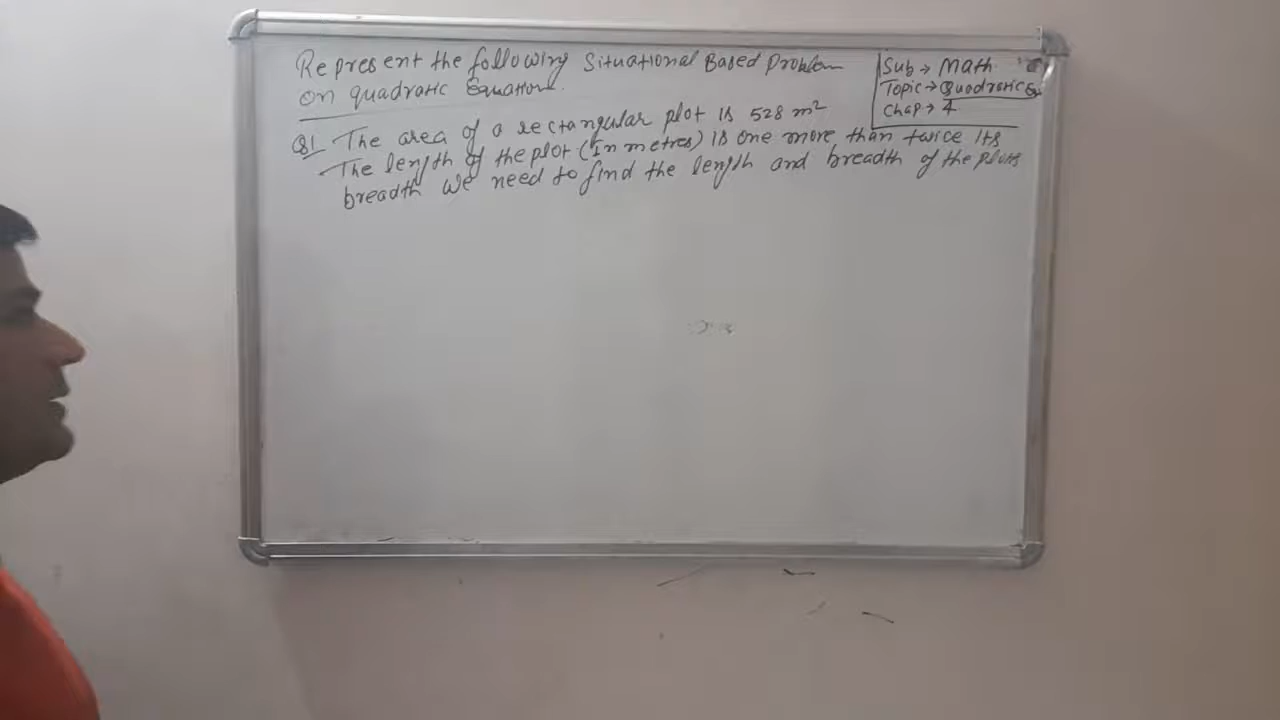 Represent the following Situational Based Problem
on quadratic Equation.
Sub → Math
Topic → Quadratic Eq
Chap → 4
Q1 The area of a rectangular plot is 528 m²
The length of the plot (In metres) is one more than twice its
breadth We need to find the length and breadth of the plot